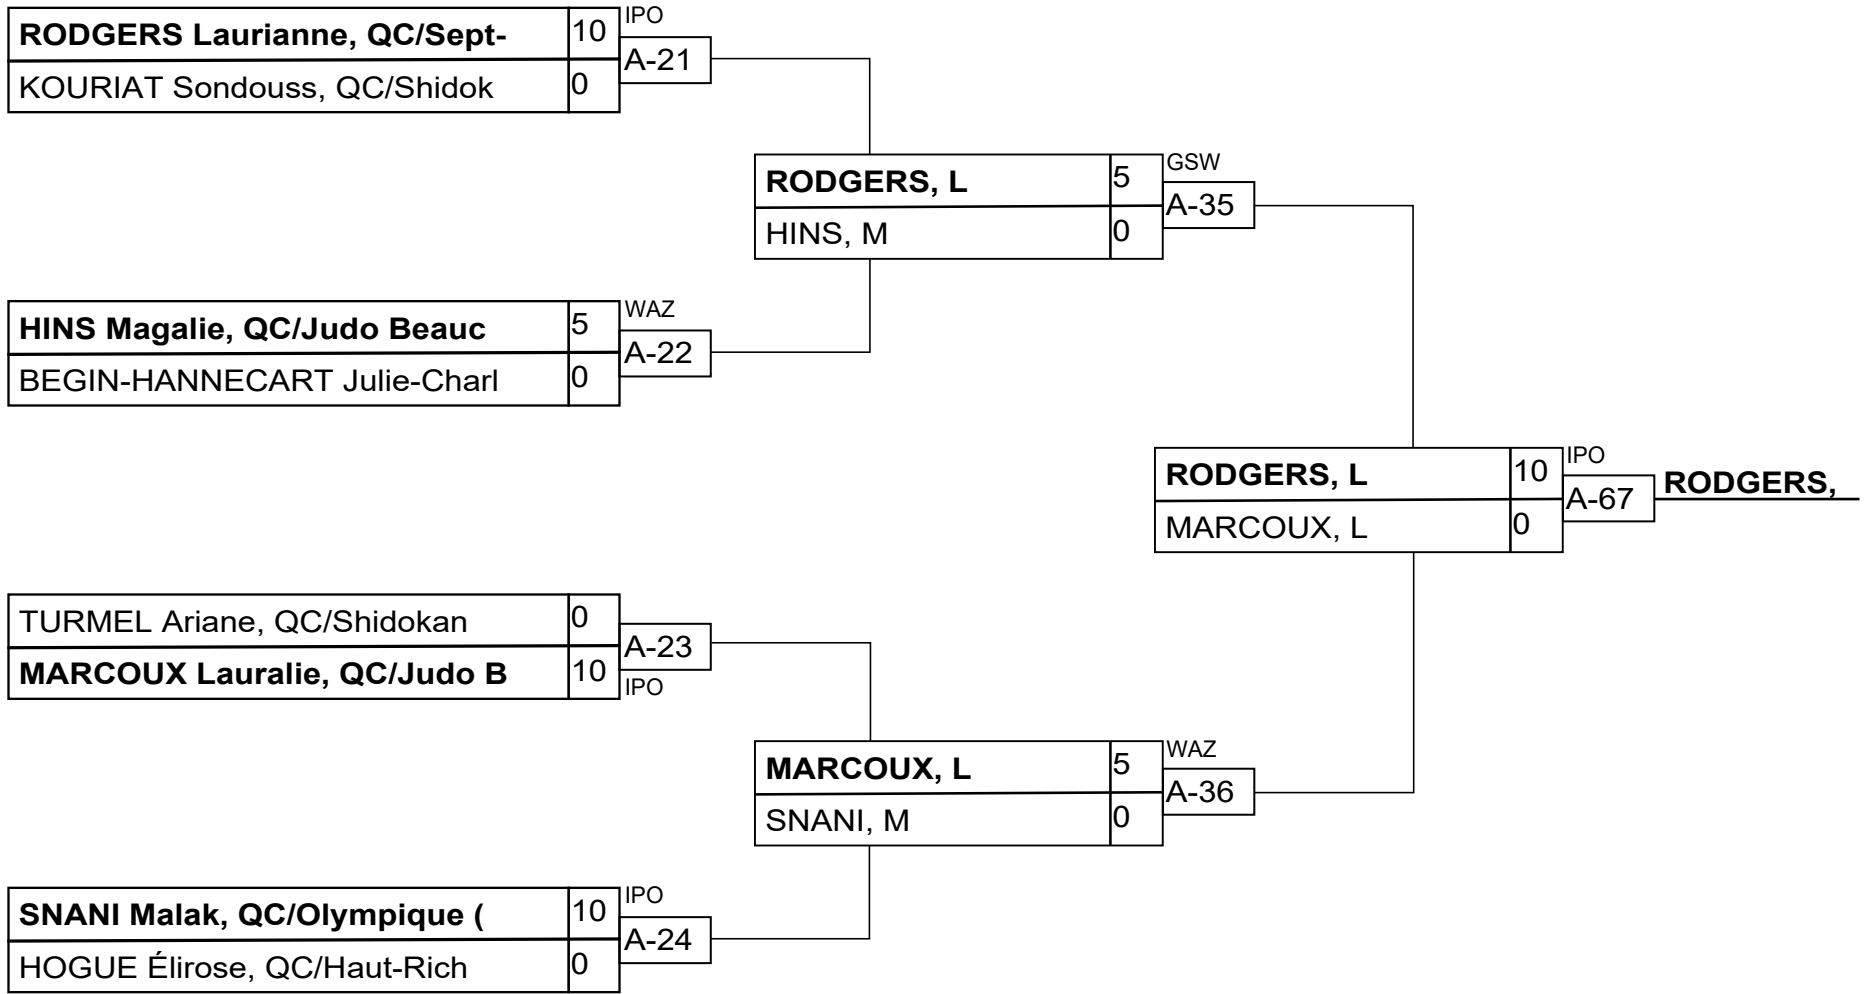 RODGERS Laurianne, QC/Sept- 10 IPO
A-21
KOURIAT Sondouss, QC/Shidok 0
RODGERS, L 5 GSW
A-35
HINS, M 0
HINS Magalie, QC/Judo Beauc 5 WAZ
A-22
BEGIN-HANNECART Julie-Charl 0
RODGERS, L 10 IPO
A-67 RODGERS,
MARCOUX, L 0
TURMEL Ariane, QC/Shidokan 0
A-23
MARCOUX Lauralie, QC/Judo B 10 IPO
MARCOUX, L 5 WAZ
A-36
SNANI, M 0
SNANI Malak, QC/Olympique ( 10 IPO
A-24
HOGUE Élirose, QC/Haut-Rich 0